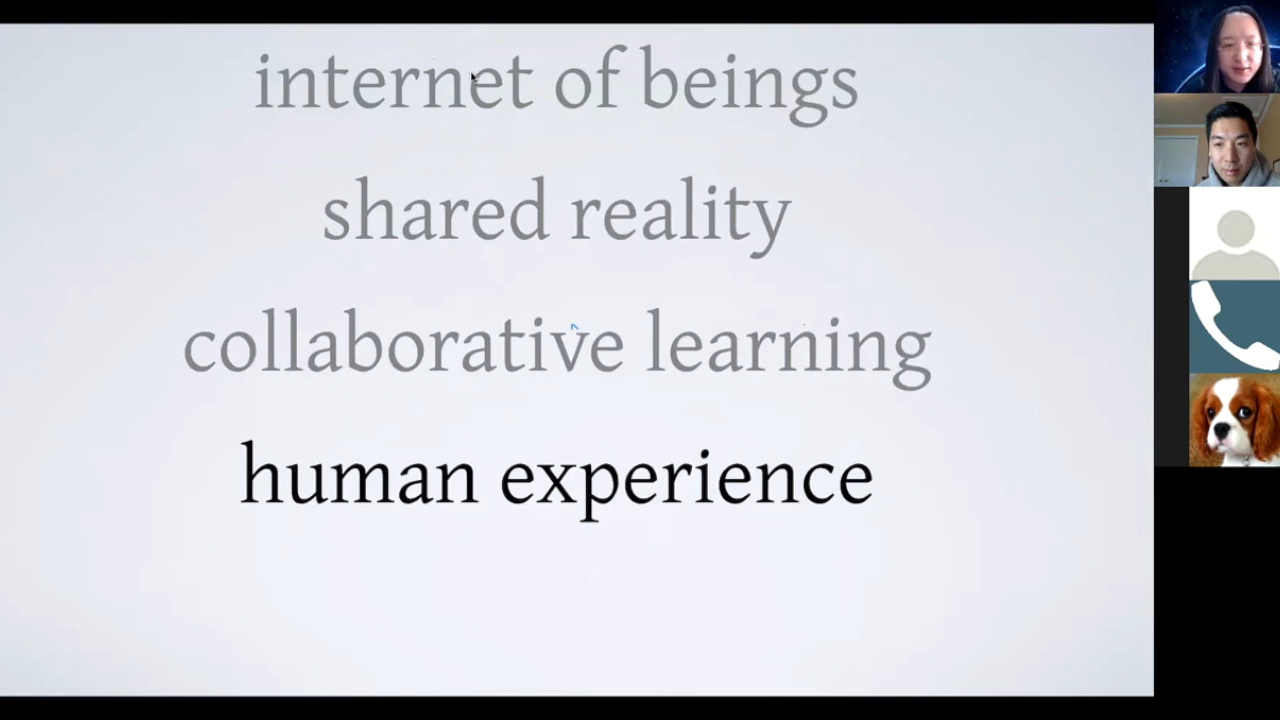 internet of beings
shared reality
collaborative learning
human experience